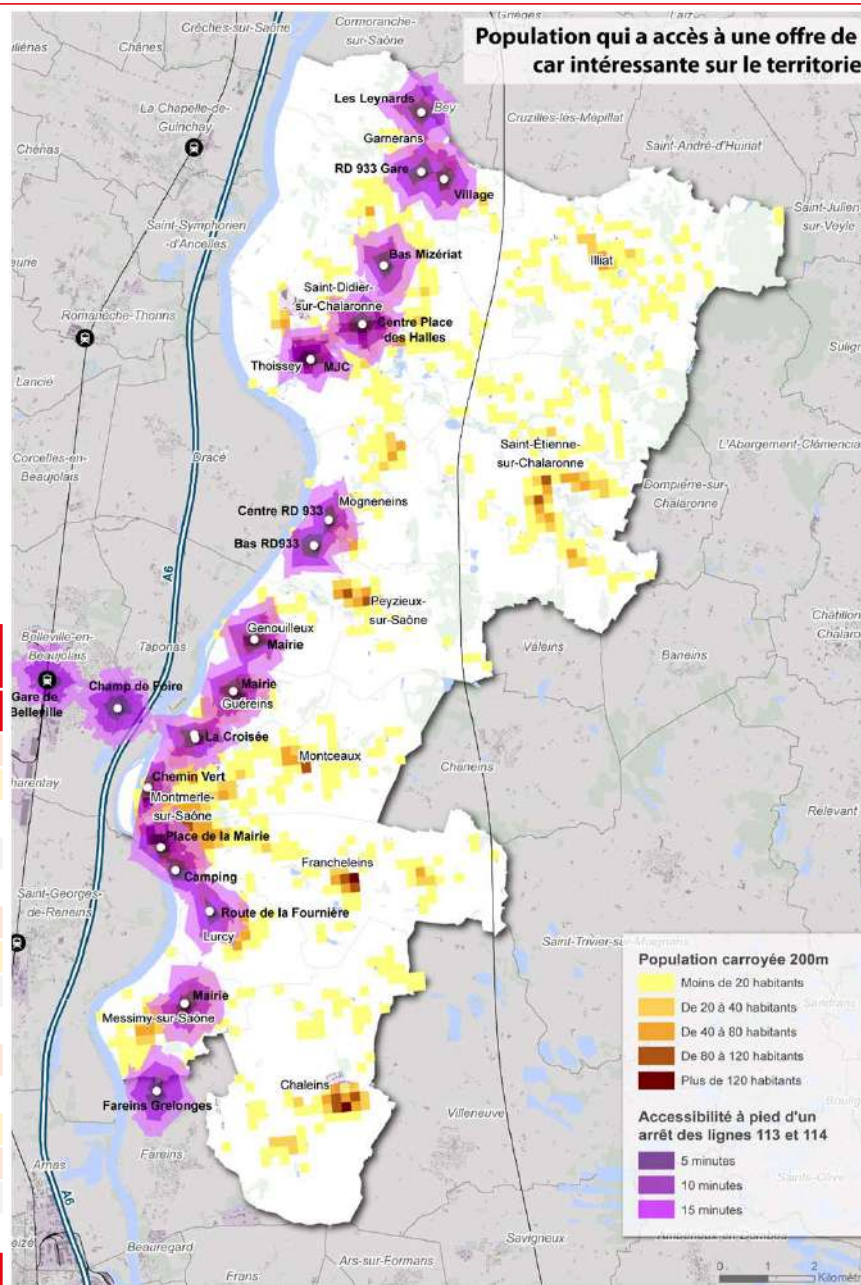 Population qui a accès à une offre de
car intéressante sur le territorie
Crêches-sur-Saône
Cormoranche-
sur-Saône
Grièges
Chânes
La Chapelle-de-
Guinchay
Les Leynards
Bey
Cruzilles-lès-Mépillat
Garnerans
Saint-André-d'Huiriat
Chénas
RD 933 Gare
Village
Saint-Symphorien
-d'Ancelles
Saint-Julien
sur-Veyle
Bas Mizériat
Illiat
Saint-Didier-
sur-Chalaronne
Romanèche-Thorins
Centre Place
des Halles
Thoissey
MJC
Lancié
Saint-Étienne-
sur-Chalaronne
L'Abergement-Clémencia
Corcelles-en-
Beaujolais
Dracé
Dompierre-sur-
Chalaronne
Centre RD 933
Mogneneins
Bas RD933
A6
Peyzieux-
sur-Saône
Belleville-en-
Beaujolais
Taponas
Genouilleux
Mairie
Valeins
Baneins
Châtillon
Chalaro
Gare de
Belleville
Champ de Foire
Mairie
Guéreins
La Croisée
Montceaux
Chaneins
Chemin Vert
Montmerle-
sur-Saône
Relevant
Place de la Mairie
Francheleins
Camping
Saint-Georges
-de-Reneins
Route de la Fournière
Lurcy
Saint-Trivier-sur-Moignans
Mairie
Messimy-sur-Saône
Chaleins
Fareins Grelonges
Villeneuve
Fareins
Arnas
A6
Beauregard
Frans
Ars-sur-Formans
Savigneux
Population carroyée 200m
Moins de 20 habitants
De 20 à 40 habitants
De 40 à 80 habitants
De 80 à 120 habitants
Plus de 120 habitants
Accessibilité à pied d'un
arrêt des lignes 113 et 114
5 minutes
10 minutes
15 minutes
0 1 2